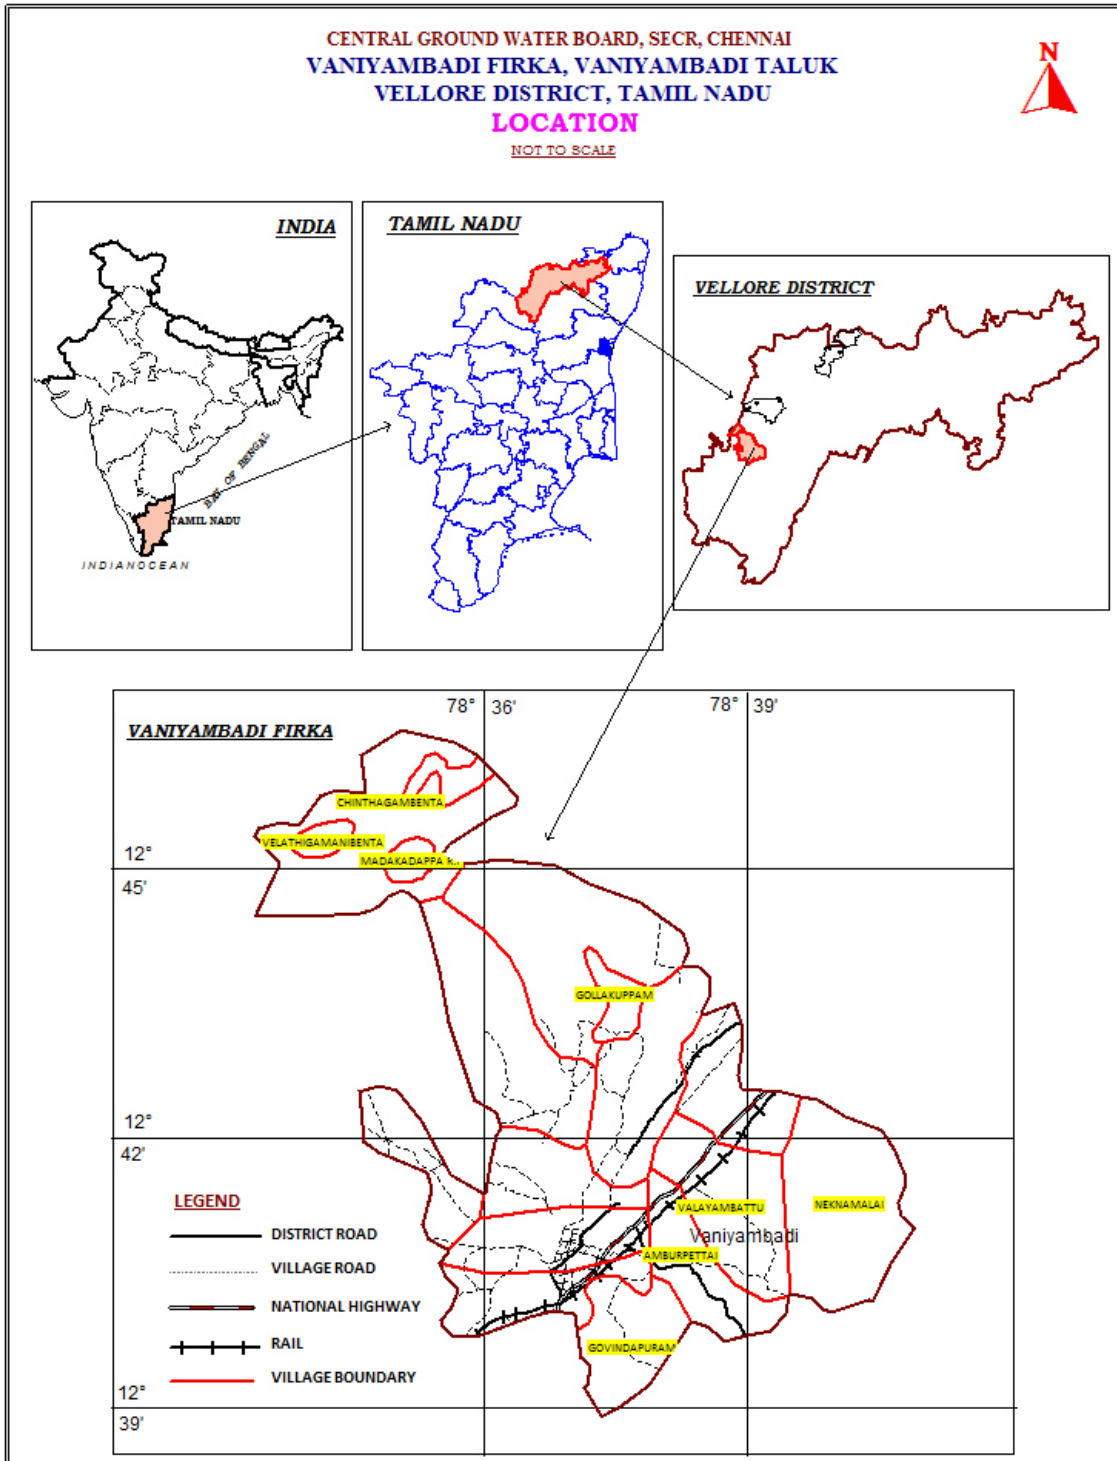 CENTRAL GROUND WATER BOARD, SECR, CHENNAI
VANIYAMBADI FIRKA, VANIYAMBADI TALUK
VELLORE DISTRICT, TAMIL NADU
LOCATION
NOT TO SCALE
N
INDIA
BAY OF BENGAL
TAMIL NADU
INDIANOCEAN
TAMIL NADU
VELLORE DISTRICT
VANIYAMBADI FIRKA
78° 36'
78° 39'
CHINTHAGAMBENTA
VELATHIGAMANIBENTA
MADAKADAPPA
12°
45'
GOLLAKUPPAM
12°
42'
VALAYAMBATTU
NEKNAMALAI
Vaniyambadi
AMBURPETTAI
GOVINDAPURAM
LEGEND
DISTRICT ROAD
VILLAGE ROAD
NATIONAL HIGHWAY
RAIL
VILLAGE BOUNDARY
12°
39'